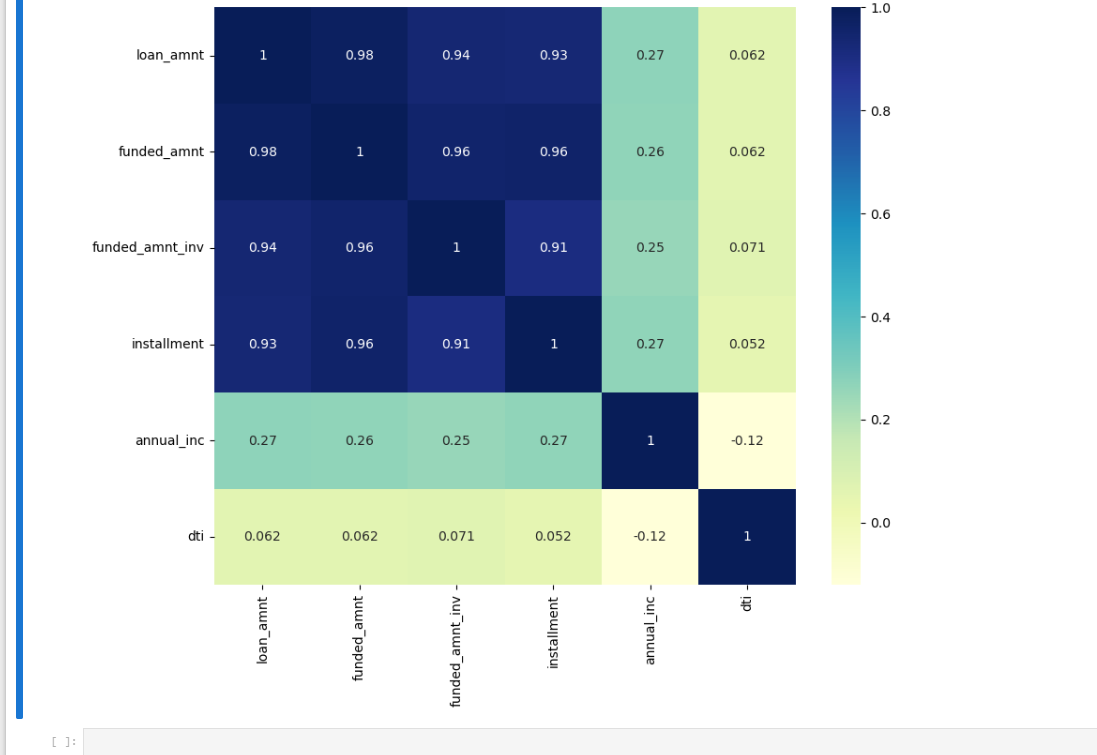 1.0
loan_amnt 1 0.98 0.94 0.93 0.27 0.062
0.8
funded_amnt 0.98 1 0.96 0.96 0.26 0.062
0.6
funded_amnt_inv 0.94 0.96 1 0.91 0.25 0.071
0.4
installment 0.93 0.96 0.91 1 0.27 0.052
0.2
annual_inc 0.27 0.26 0.25 0.27 1 -0.12
0.0
dti 0.062 0.062 0.071 0.052 -0.12 1
loan_amnt
funded_amnt
funded_amnt_inv
installment
annual_inc
dti
[ ]: